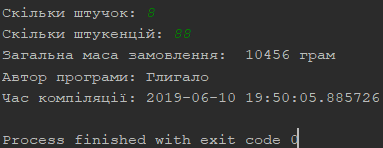 Скільки штучок: 8
Скільки штукенцій: 88
Загальна маса замовлення:  10456 грам
Автор програми: Глигало
Час компіляції: 2019-06-10 19:50:05.885726
Process finished with exit code 0